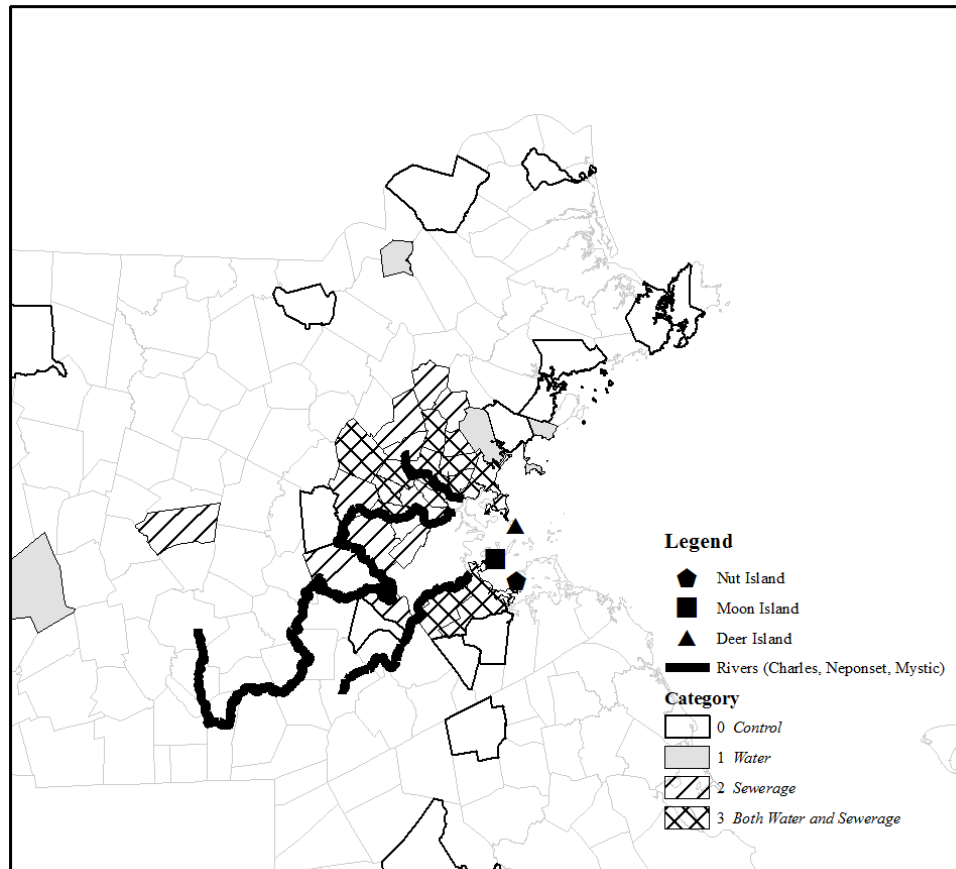 Legend
Nut Island
Moon Island
Deer Island
Rivers (Charles, Neponset, Mystic)
Category
0 Control
1 Water
2 Sewerage
3 Both Water and Sewerage